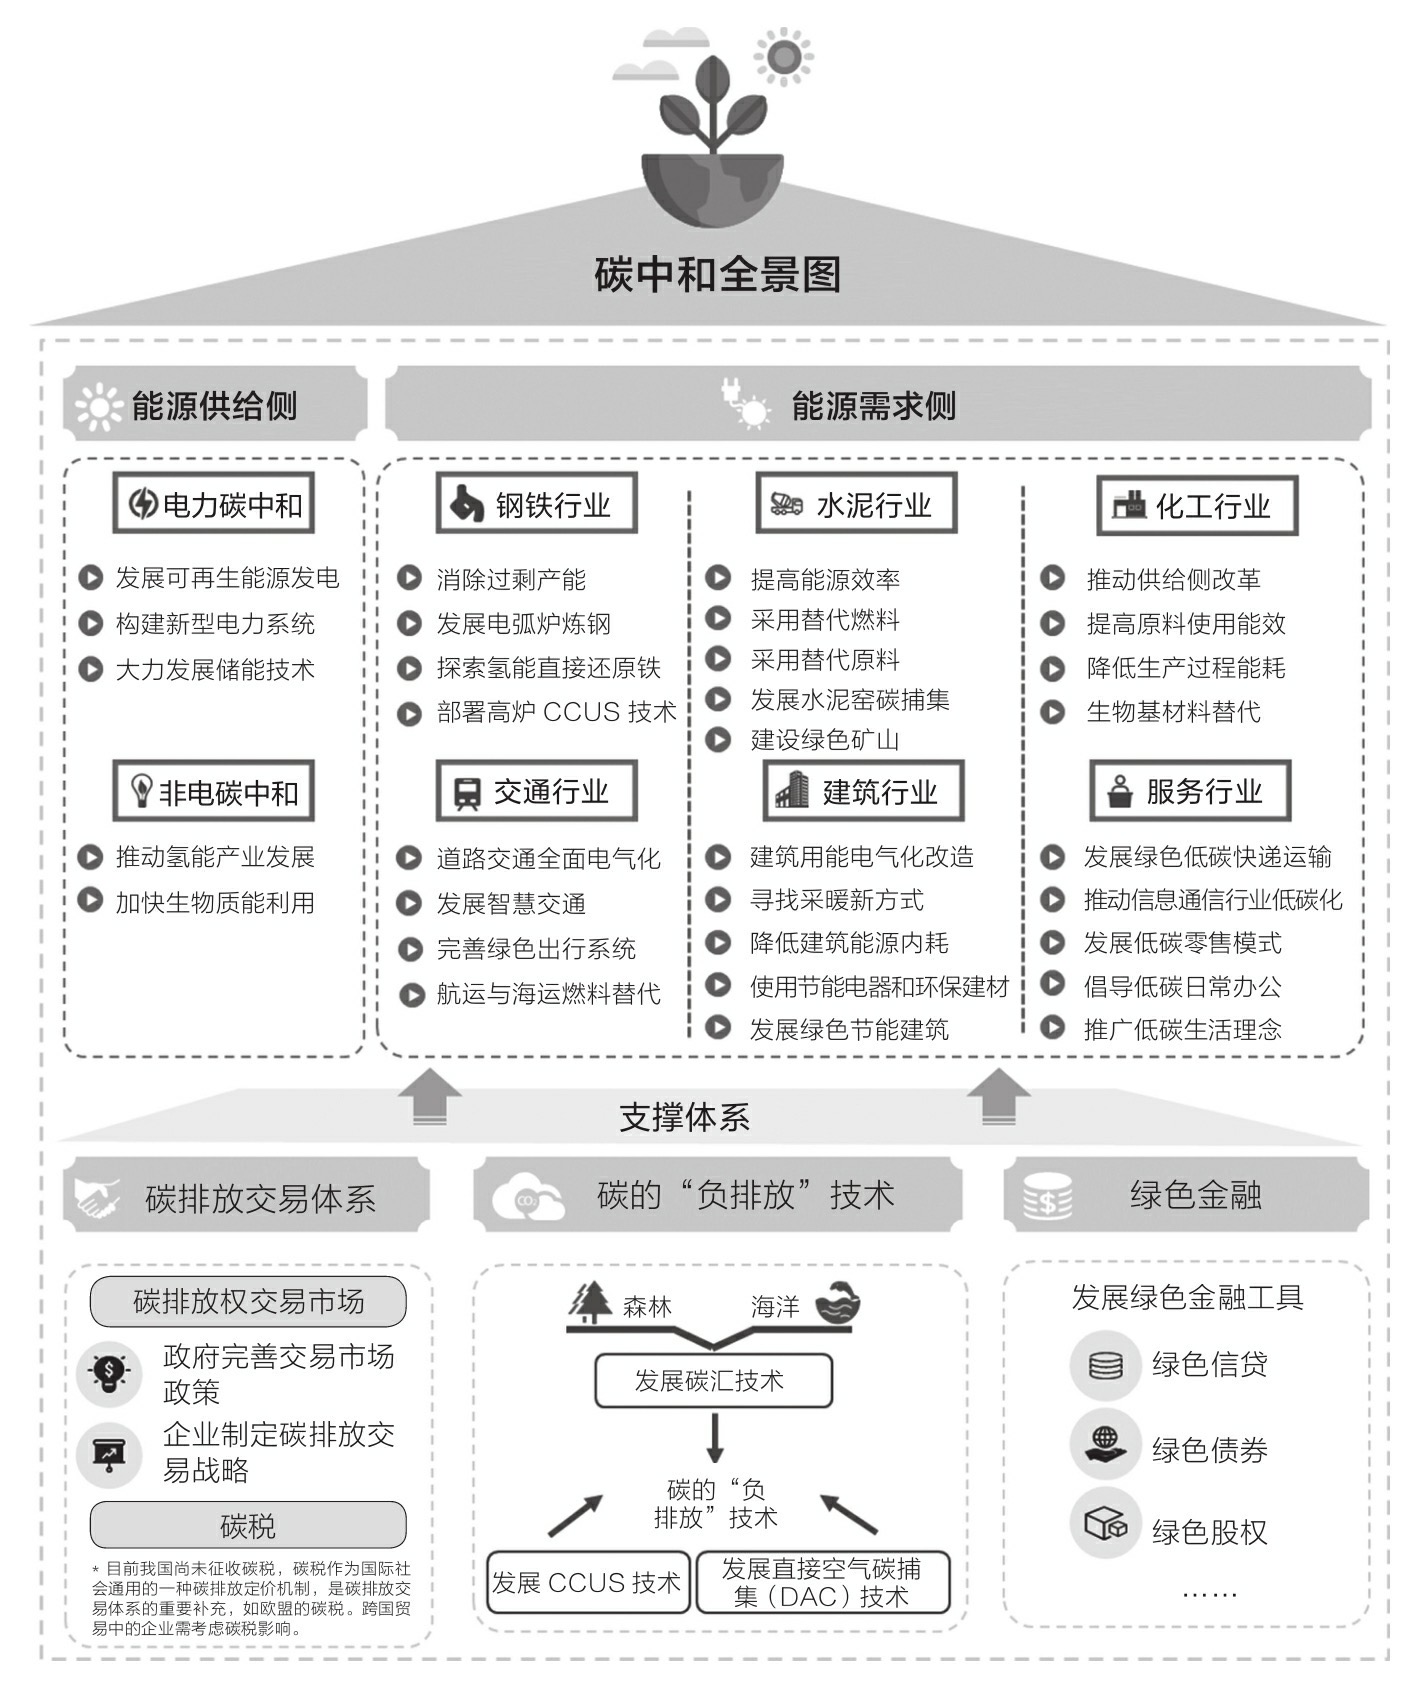 碳中和全景图
能源供给侧
能源需求侧
电力碳中和
发展可再生能源发电
构建新型电力系统
大力发展储能技术
非电碳中和
推动氢能产业发展
加快生物质能利用
钢铁行业
消除过剩产能
发展电弧炉炼钢
探索氢能直接还原铁
部署高炉 CCUS 技术
交通行业
道路交通全面电气化
发展智慧交通
完善绿色出行系统
航运与海运燃料替代
水泥行业
提高能源效率
采用替代燃料
采用替代原料
发展水泥窑碳捕集
建设绿色矿山
建筑行业
建筑用能电气化改造
寻找采暖新方式
降低建筑能源内耗
使用节能电器和环保建材
发展绿色节能建筑
化工行业
推动供给侧改革
提高原料使用能效
降低生产过程能耗
生物基材料替代
服务行业
发展绿色低碳快递运输
推动信息通信行业低碳化
发展低碳零售模式
倡导低碳日常办公
推广低碳生活理念
支撑体系
碳排放交易体系
碳排放权交易市场
政府完善交易市场
政策
企业制定碳排放交
易战略
碳税
* 目前我国尚未征收碳税，碳税作为国际社
会通用的一种碳排放定价机制，是碳排放交
易体系的重要补充，如欧盟的碳税。跨国贸
易中的企业需考虑碳税影响。
CO₂
碳的“负排放”技术
森林
海洋
发展碳汇技术
碳的“负
排放”技术
发展 CCUS 技术
发展直接空气碳捕
集（DAC）技术
绿色金融
发展绿色金融工具
绿色信贷
绿色债券
绿色股权
……